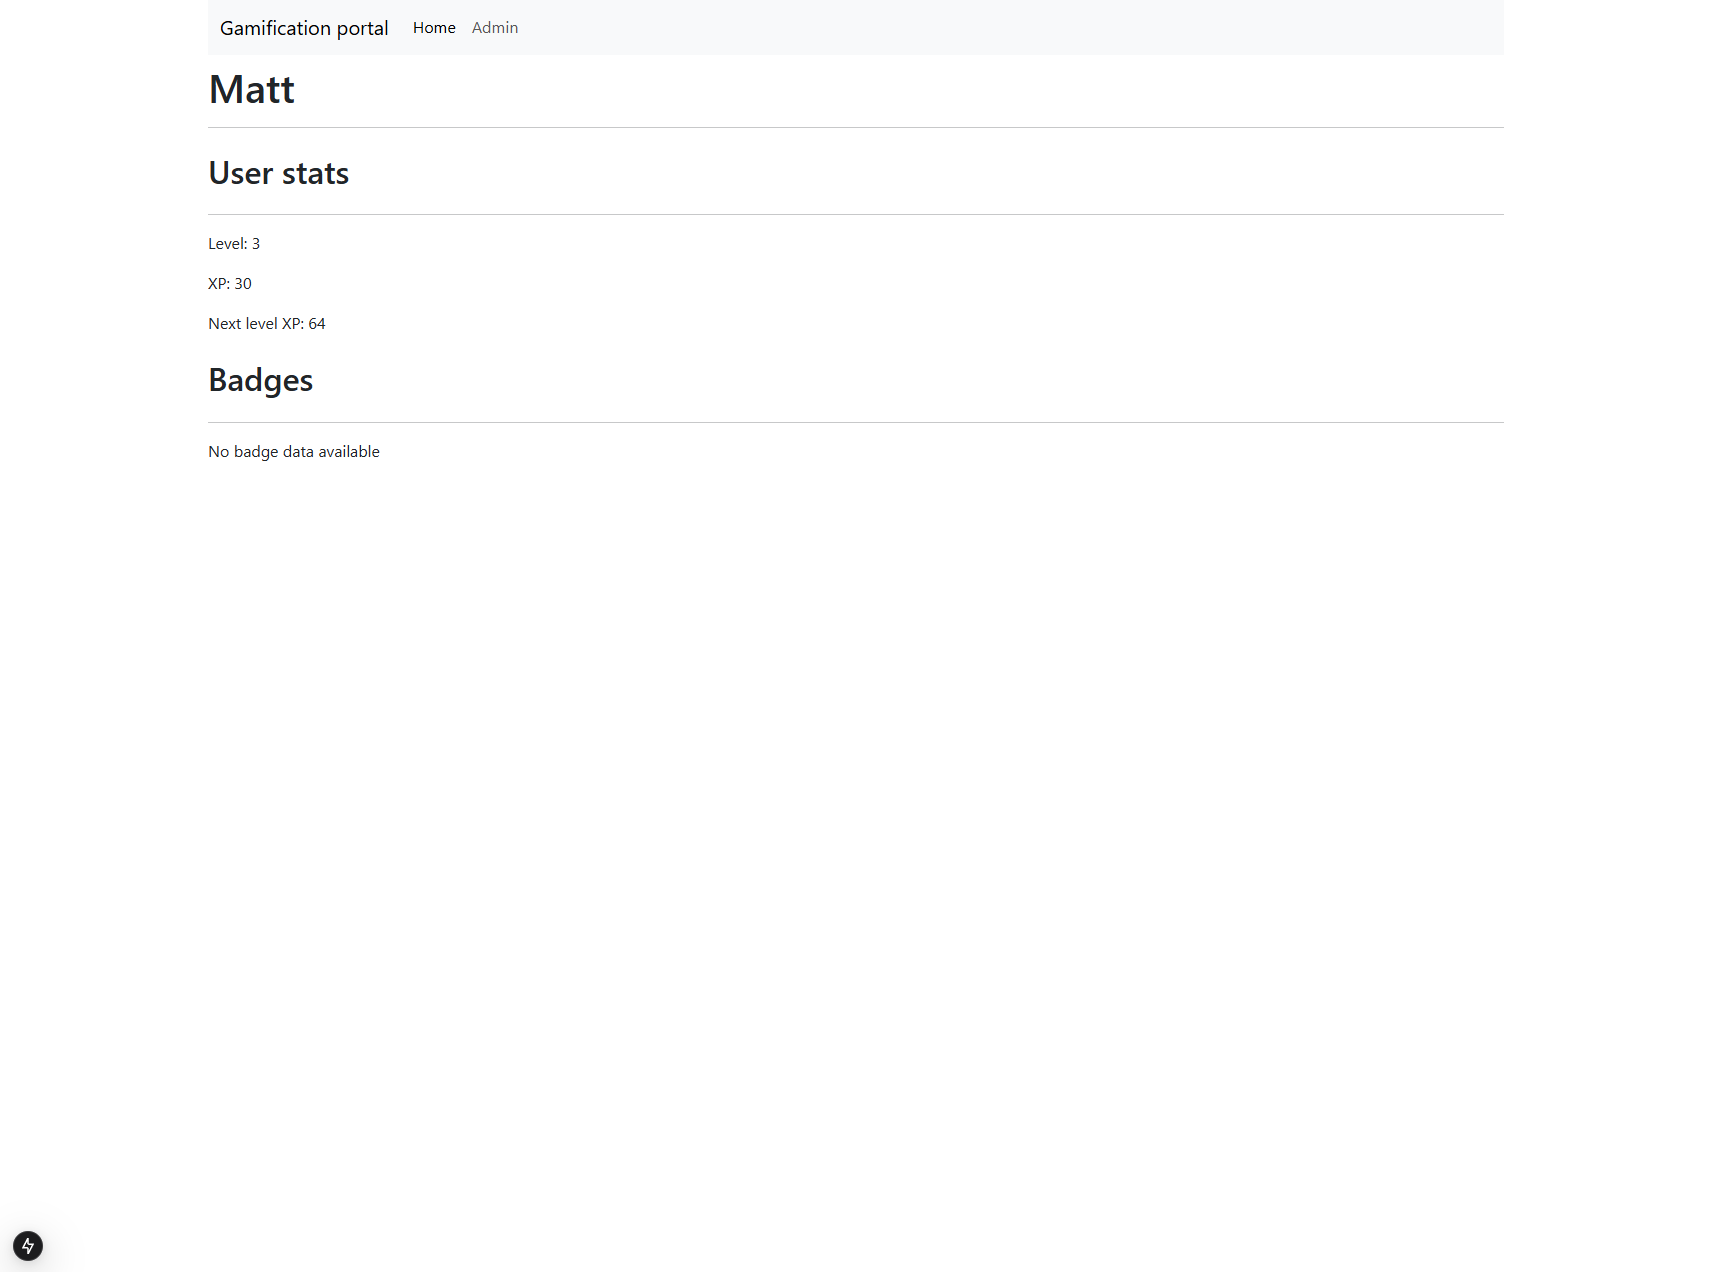 Gamification portal Home Admin
Matt
User stats
Level: 3
XP: 30
Next level XP: 64
Badges
No badge data available